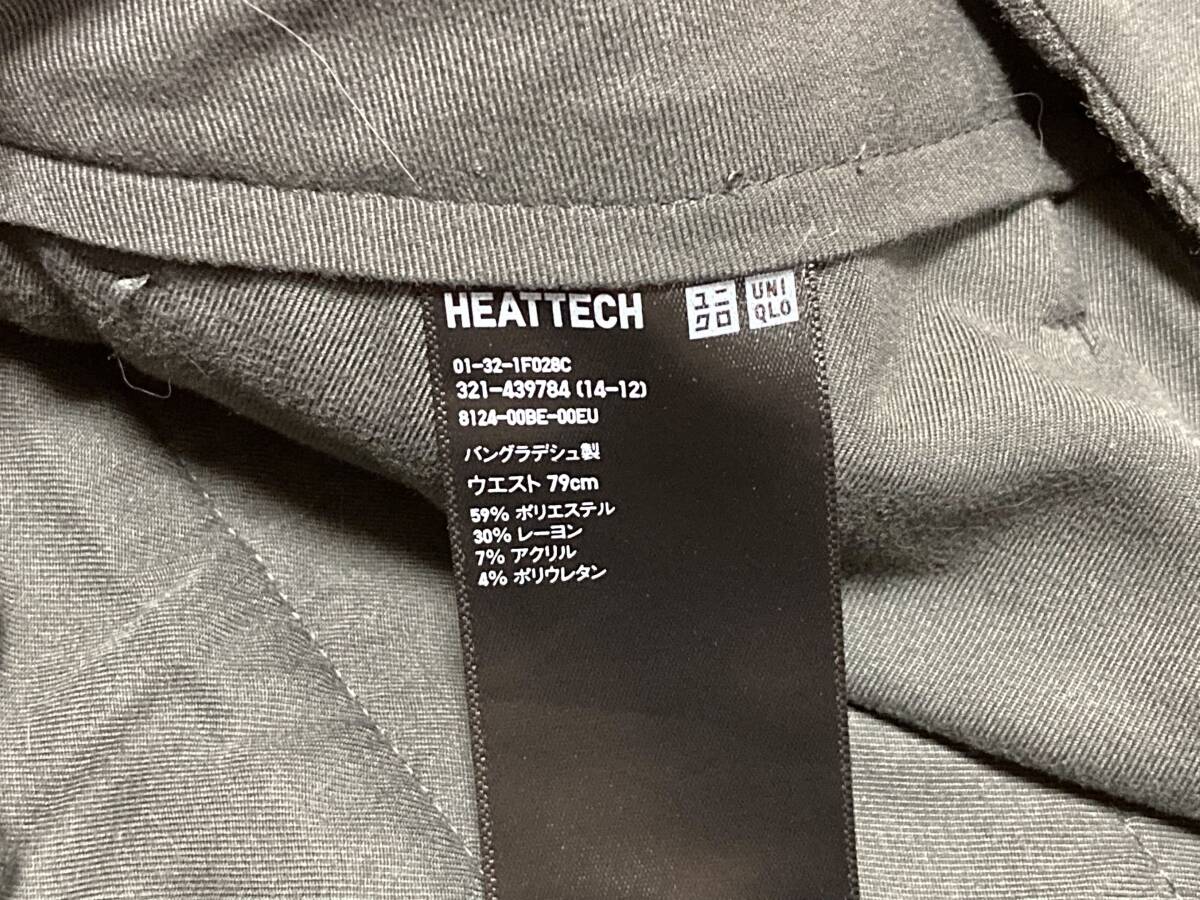 HEATTECH
ユニ
クロ
UNI
QLO
01-32-1F028C
321-439784 (14-12)
812A-00BE-00EU
バングラデシュ製
ウエスト 79cm
59% ポリエステル
30% レーヨン
7% アクリル
4% ポリウレタン